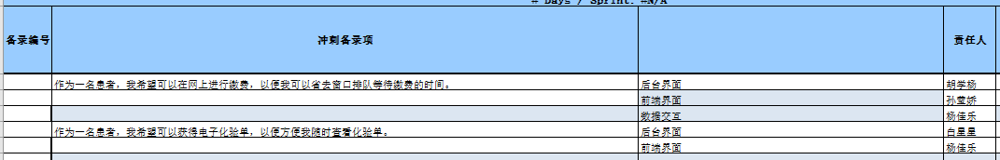 # Days / Sprint: #N/A
备录编号 冲刺备录项 责任人
作为一名患者，我希望可以在网上进行缴费，以便我可以省去窗口排队等待缴费的时间。 后台界面 胡学杨
前端界面 孙莹娇
数据交互 杨佳乐
作为一名患者，我希望可以获得电子化验单，以便方便我随时查看化验单。 后台界面 白星星
前端界面 杨佳乐